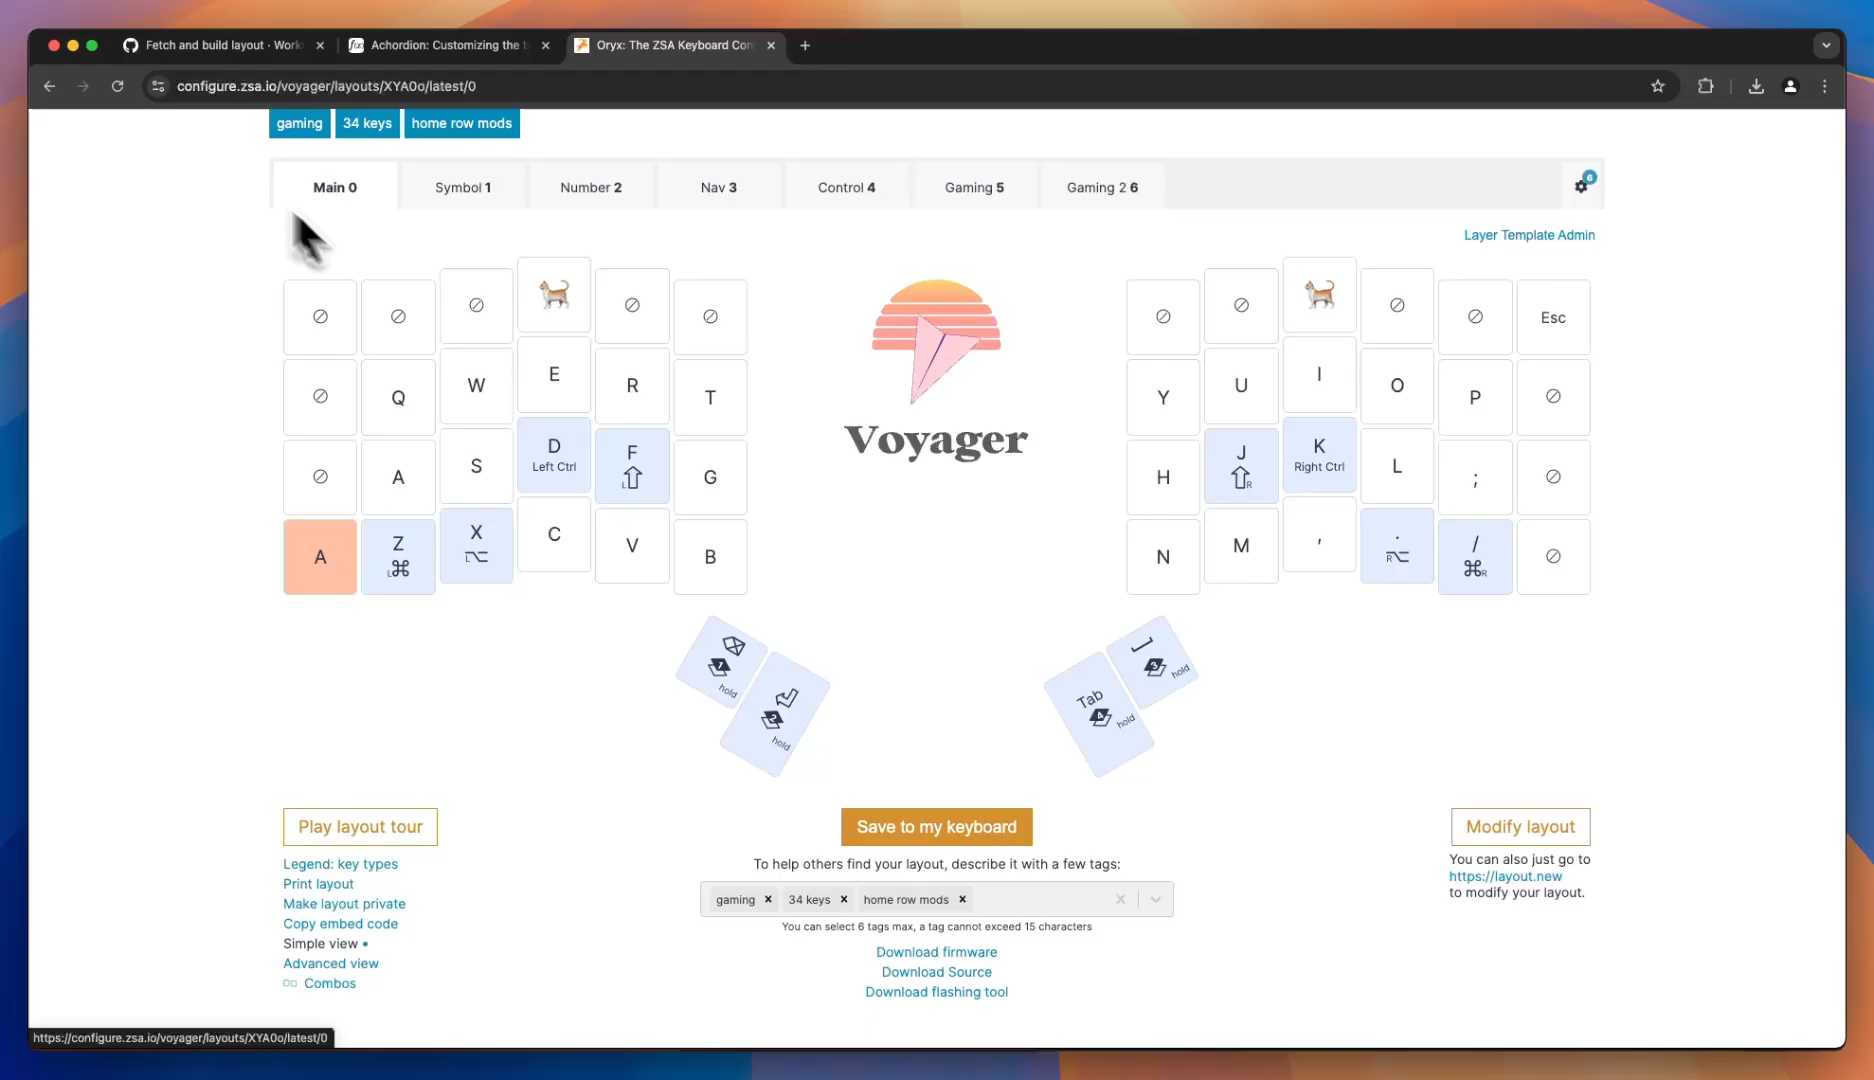 Fetch and build layout · Work
Achordion: Customizing the t
Oryx: The ZSA Keyboard Con
configure.zsa.io/voyager/layouts/XYA0o/latest/0
gaming
34 keys
home row mods
Main 0
Symbol 1
Number 2
Nav 3
Control 4
Gaming 5
Gaming 2 6
6
Layer Template Admin
Esc
Q
W
E
R
T
Y
U
I
O
P
A
S
D
Left Ctrl
F
L
G
H
J
R
K
Right Ctrl
L
;
A
Z
L⌘
X
L⌥
C
V
B
N
M
,
.
R⌥
/
⌘R
Voyager
1
hold
2
hold
Tab
4
hold
3
hold
Play layout tour
Legend: key types
Print layout
Make layout private
Copy embed code
Simple view •
Advanced view
Combos
Save to my keyboard
To help others find your layout, describe it with a few tags:
gaming × 34 keys × home row mods ×
You can select 6 tags max, a tag cannot exceed 15 characters
Download firmware
Download Source
Download flashing tool
Modify layout
You can also just go to
https://layout.new
to modify your layout.
https://configure.zsa.io/voyager/layouts/XYA0o/latest/0